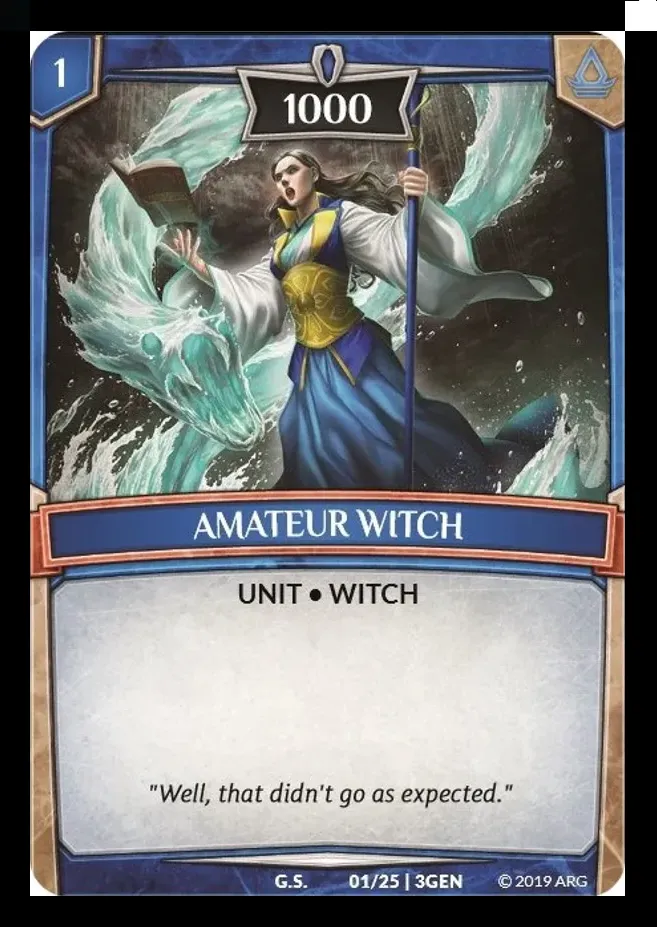 1
1000
AMATEUR WITCH
UNIT • WITCH
"Well, that didn't go as expected."
G.S. 01/25 | 3GEN © 2019 ARG